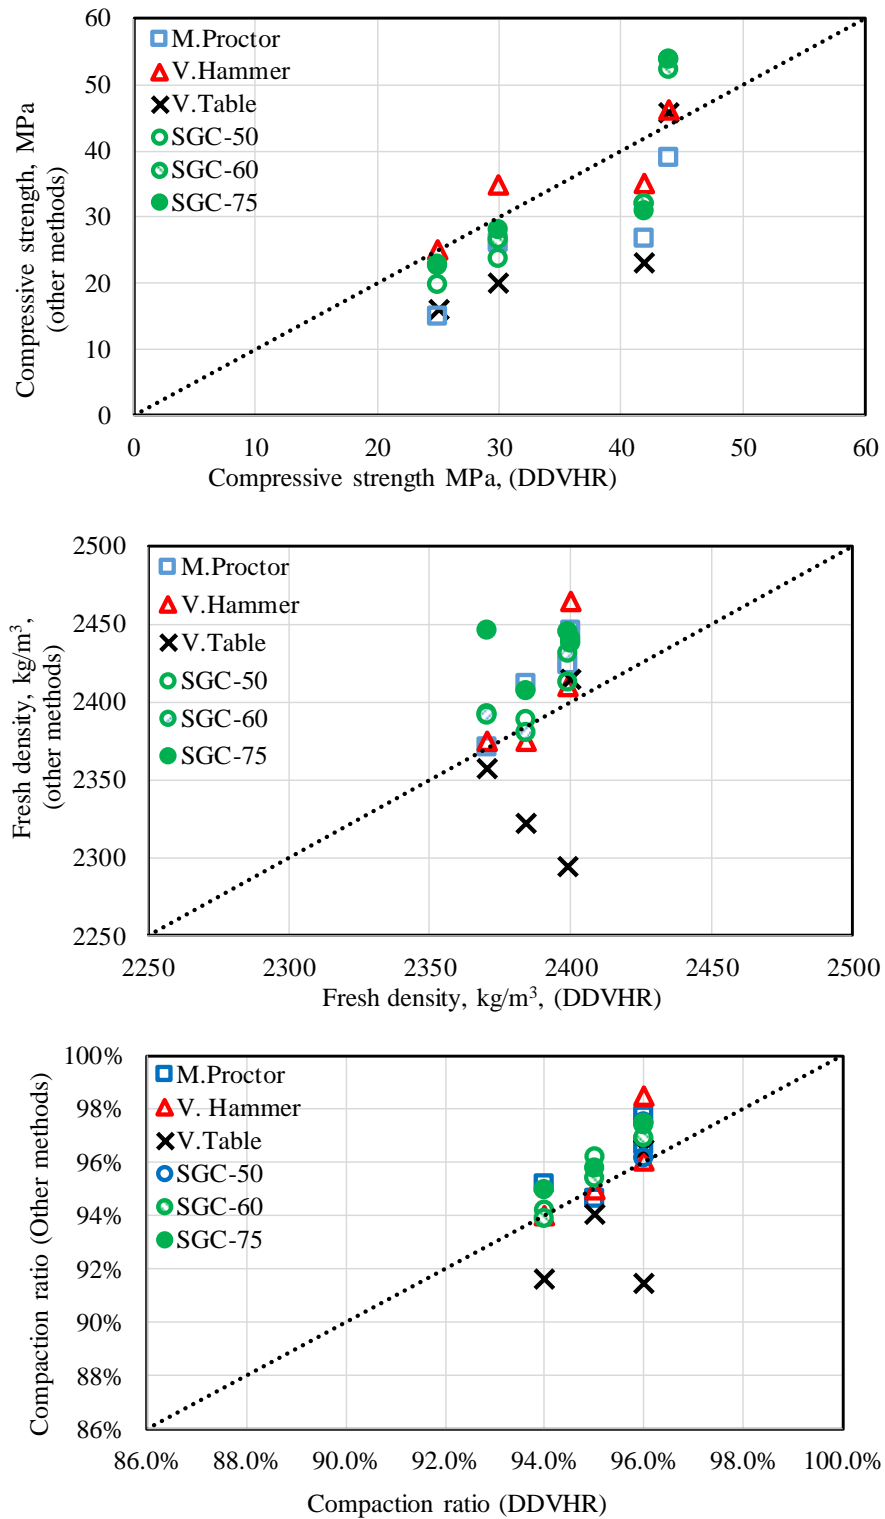 60
50
40
30
20
10
0
Compressive strength, MPa
(other methods)
M.Proctor
V.Hammer
V.Table
SGC-50
SGC-60
SGC-75
0 10 20 30 40 50 60
Compressive strength MPa, (DDVHR)
2500
2450
2400
2350
2300
2250
Fresh density, kg/m³,
(other methods)
M.Proctor
V.Hammer
V.Table
SGC-50
SGC-60
SGC-75
2250 2300 2350 2400 2450 2500
Fresh density, kg/m³, (DDVHR)
100%
98%
96%
94%
92%
90%
88%
86%
Compaction ratio (Other methods)
M.Proctor
V. Hammer
V.Table
SGC-50
SGC-60
SGC-75
86.0% 88.0% 90.0% 92.0% 94.0% 96.0% 98.0% 100.0%
Compaction ratio (DDVHR)